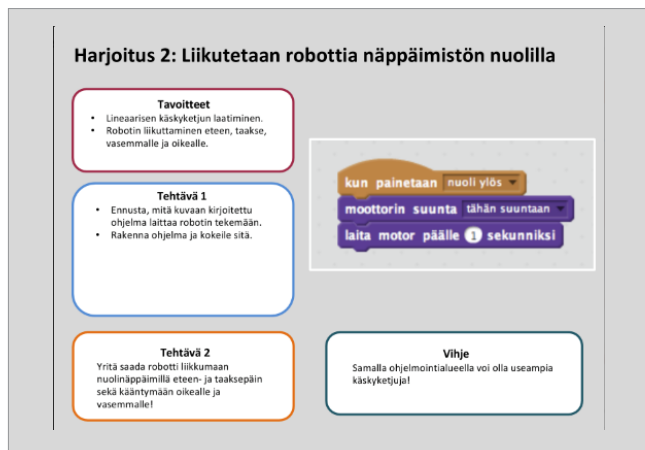 Harjoitus 2: Liikutetaan robottia näppäimistön nuolilla
Tavoitteet
• Lineaarisen käskyketjun laatiminen.
• Robotin liikuttaminen eteen, taakse,
vasemmalle ja oikealle.
kun painetaan nuoli ylös
moottorin suunta tähän suuntaan
laita motor päälle 1 sekunniksi
Tehtävä 1
• Ennusta, mitä kuvaan kirjoitettu
ohjelma laittaa robotin tekemään.
• Rakenna ohjelma ja kokeile sitä.
Tehtävä 2
Yritä saada robotti liikkumaan
nuolinäppäimillä eteen- ja taaksepäin
sekä kääntymään oikealle ja
vasemmalle!
Vihje
Samalla ohjelmointialueella voi olla useampia
käskyketjuja!